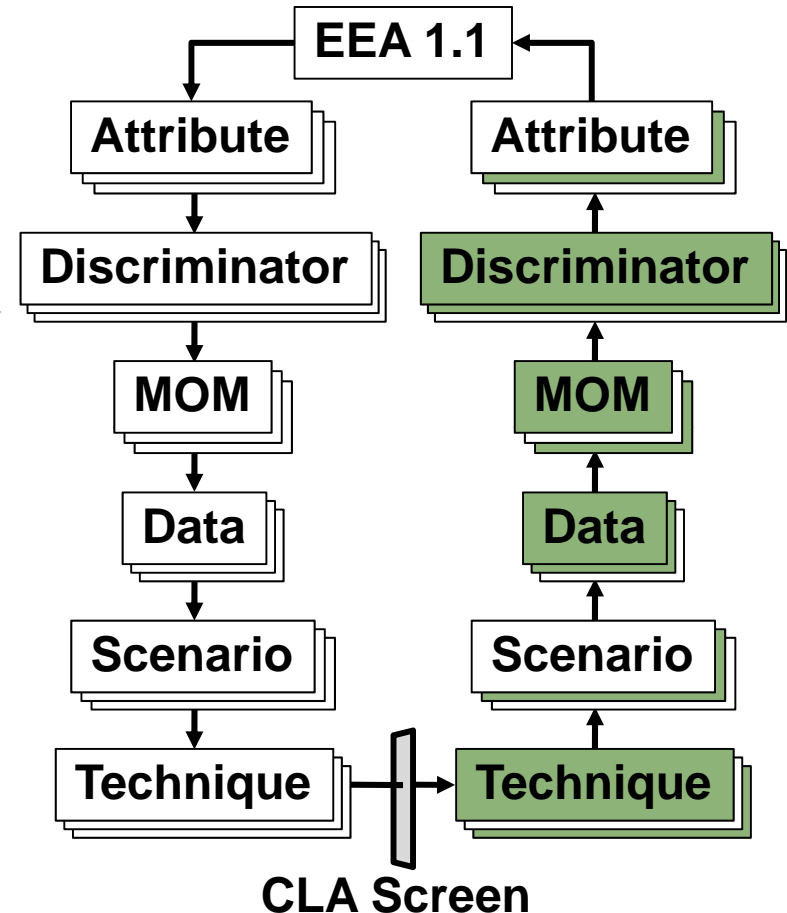 EEA 1.1
Attribute
Attribute
Discriminator
Discriminator
MOM
MOM
Data
Data
Scenario
Scenario
Technique
Technique
CLA Screen